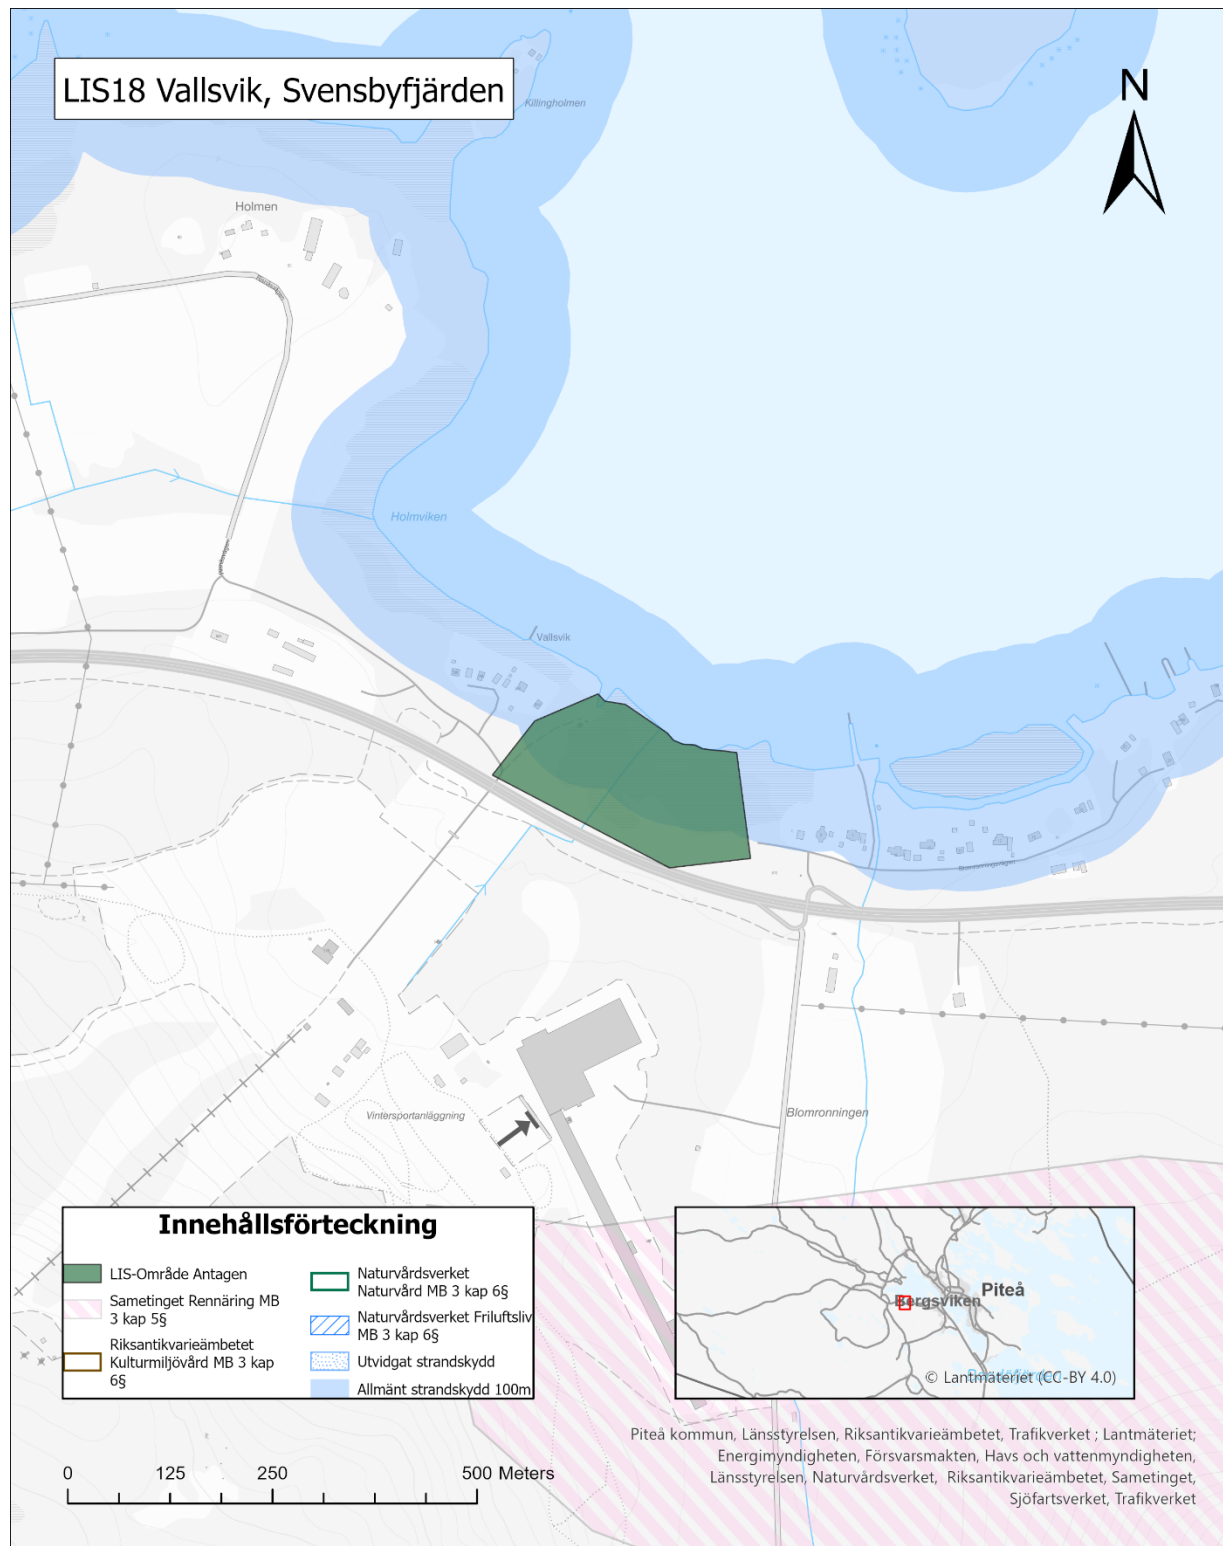 LIS18 Vallsvik, Svensbyfjärden
Killingholmen
N
Holmen
Holmviken
Vallsvik
Blomronningen
Vintersportanläggning
Innehållsförteckning
LIS-Område Antagen
Sametinget Rennäring MB
3 kap 5§
Riksantikvarieämbetet
Kulturmiljövård MB 3 kap
6§
Naturvårdsverket
Naturvård MB 3 kap 6§
Naturvårdsverket Friluftsliv
MB 3 kap 6§
Utvidgat strandskydd
Allmänt strandskydd 100m
Piteå
Bergsviken
© Lantmäteriet (CC-BY 4.0)
Piteå kommun, Länsstyrelsen, Riksantikvarieämbetet, Trafikverket ; Lantmäteriet;
Energimyndigheten, Försvarsmakten, Havs och vattenmyndigheten,
Länsstyrelsen, Naturvårdsverket, Riksantikvarieämbetet, Sametinget,
Sjöfartsverket, Trafikverket
0 125 250 500 Meters